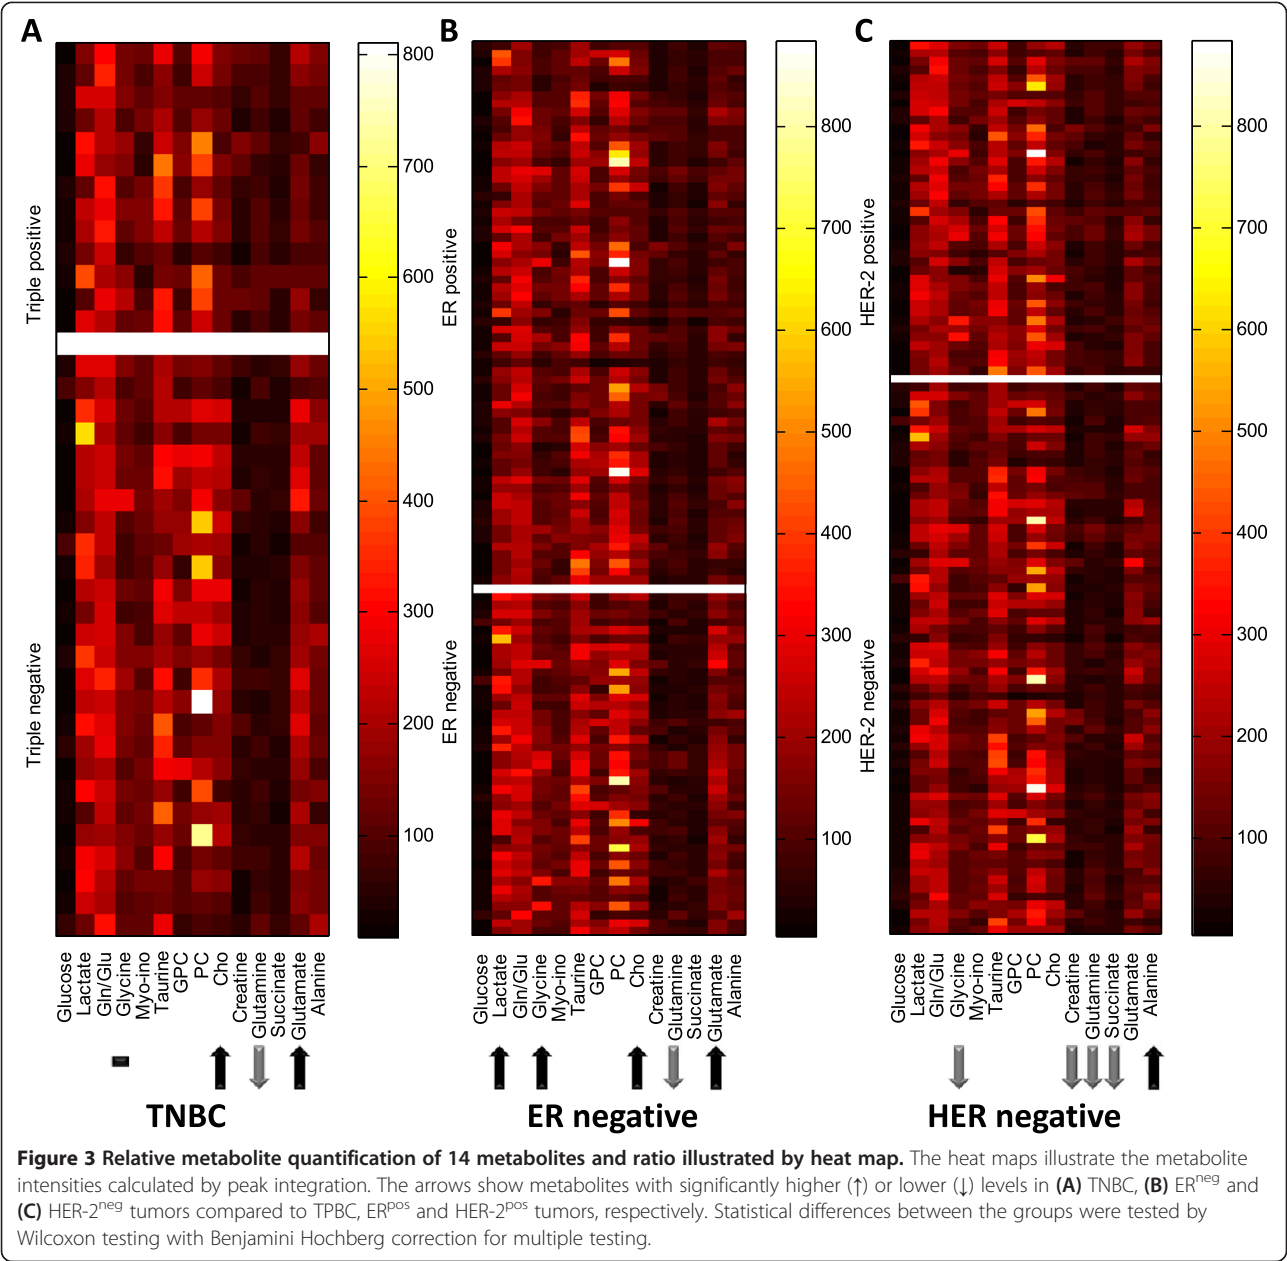 A
B
C
800
700
600
500
400
300
200
100
Triple positive
Triple negative
Glucose
Lactate
Gln/Glu
Glycine
Myo-ino
Taurine
GPC
PC
Cho
Creatine
Glutamine
Succinate
Glutamate
Alanine
TNBC
800
700
600
500
400
300
200
100
ER positive
ER negative
Glucose
Lactate
Gln/Glu
Glycine
Myo-ino
Taurine
GPC
PC
Cho
Creatine
Glutamine
Succinate
Glutamate
Alanine
ER negative
800
700
600
500
400
300
200
100
HER-2 positive
HER-2 negative
Glucose
Lactate
Gln/Glu
Glycine
Myo-ino
Taurine
GPC
PC
Cho
Creatine
Glutamine
Succinate
Glutamate
Alanine
HER negative
Figure 3 Relative metabolite quantification of 14 metabolites and ratio illustrated by heat map. The heat maps illustrate the metabolite
intensities calculated by peak integration. The arrows show metabolites with significantly higher (↑) or lower (↓) levels in (A) TNBC, (B) ERneg and
(C) HER-2neg tumors compared to TPBC, ERpos and HER-2pos tumors, respectively. Statistical differences between the groups were tested by
Wilcoxon testing with Benjamini Hochberg correction for multiple testing.